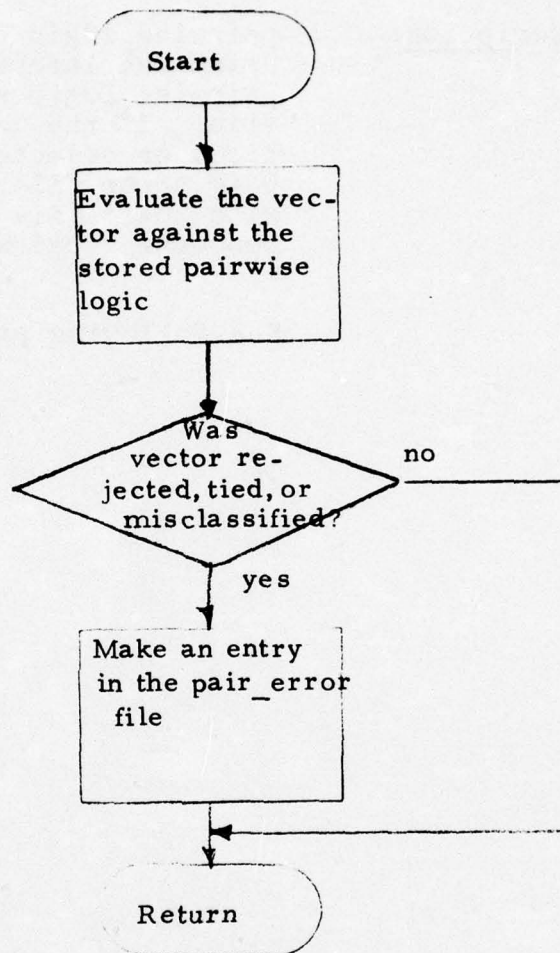 Start
Evaluate the vec-
tor against the
stored pairwise
logic
Was
vector re-
jected, tied, or
misclassified?
no
yes
Make an entry
in the pair_error
file
Return